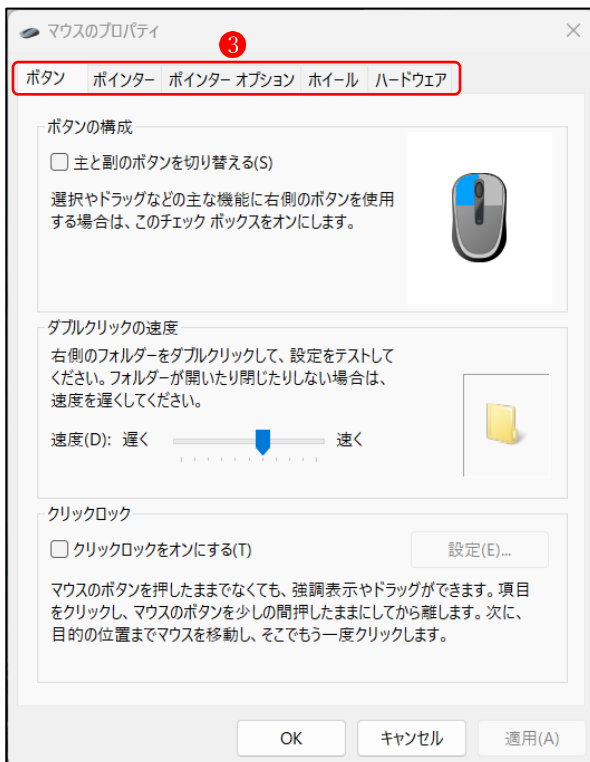 マウスのプロパティ
3
ボタン ポインター ポインター オプション ホイール ハードウェア
ボタンの構成
主と副のボタンを切り替える(S)
選択やドラッグなどの主な機能に右側のボタンを使用
する場合は、このチェック ボックスをオンにします。
ダブルクリックの速度
右側のフォルダーをダブルクリックして、設定をテストして
ください。フォルダーが開いたり閉じたりしない場合は、
速度を遅くしてください。
速度(D): 遅く 速く
クリックロック
クリックロックをオンにする(T)
設定(E)...
マウスのボタンを押したままでなくても、強調表示やドラッグができます。項目
をクリックし、マウスのボタンを少しの間押したままにしてから離します。次に、
目的の位置までマウスを移動し、そこでもう一度クリックします。
OK キャンセル 適用(A)